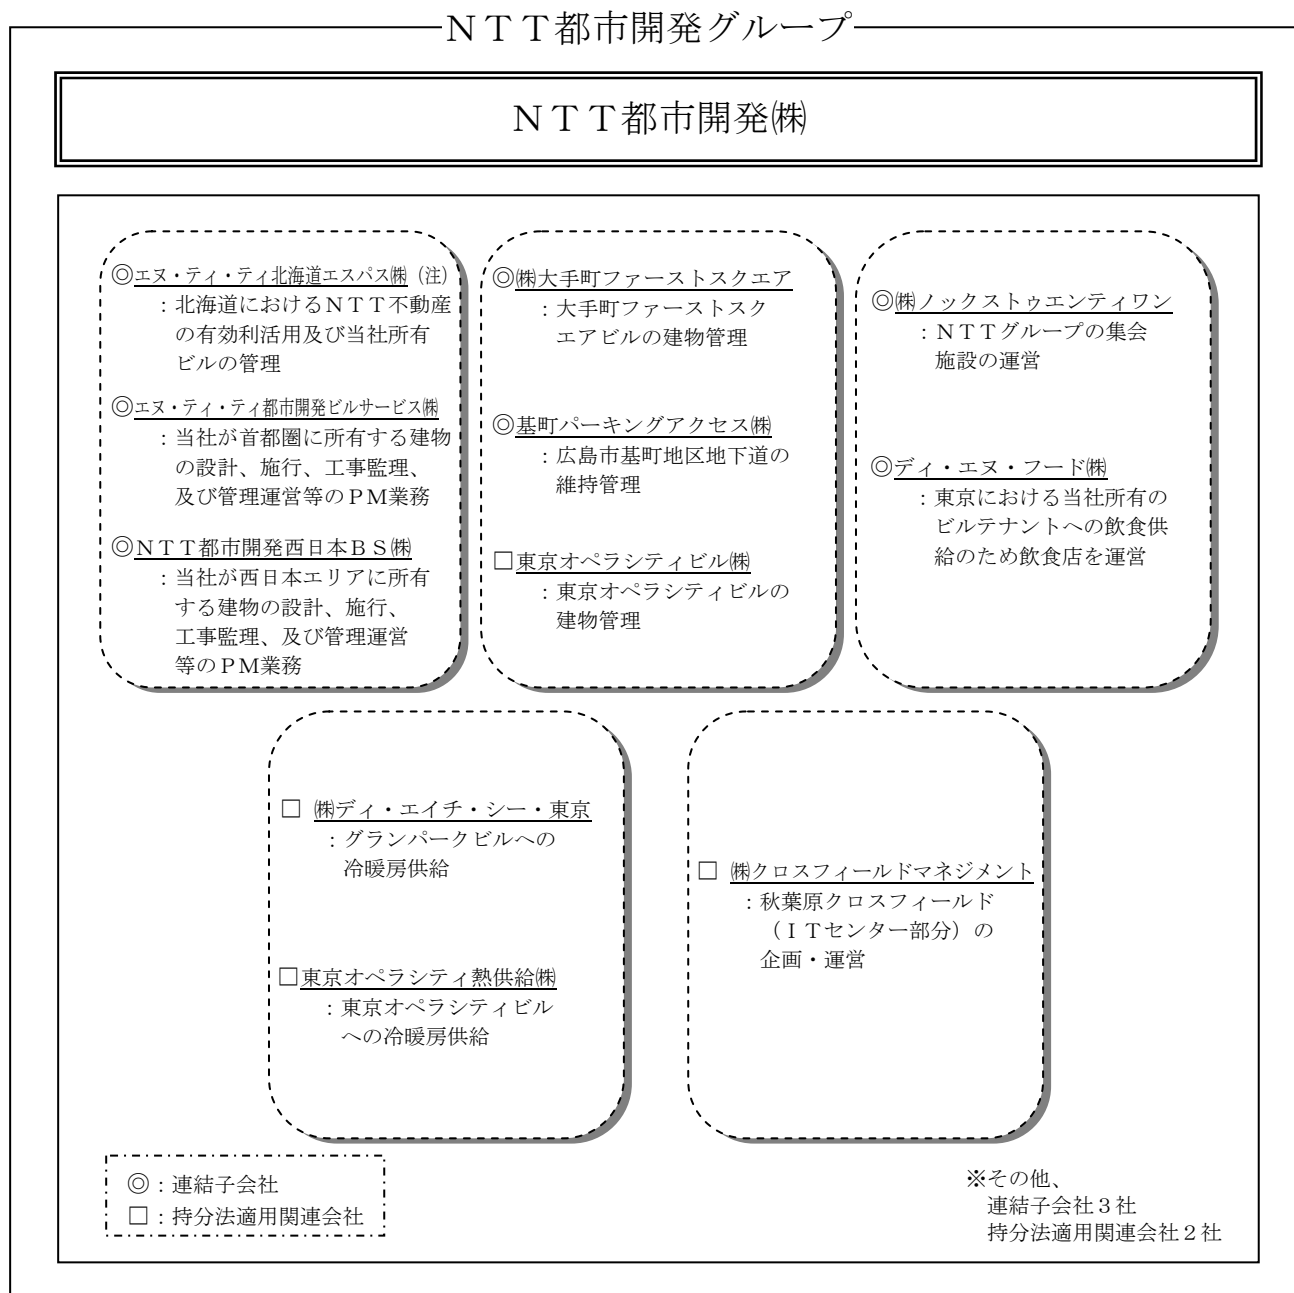 ＮＴＴ都市開発グループ
ＮＴＴ都市開発㈱
◎エヌ・ティ・ティ北海道エスパス㈱（注）
：北海道におけるＮＴＴ不動産
の有効利活用及び当社所有
ビルの管理
◎エヌ・ティ・ティ都市開発ビルサービス㈱
：当社が首都圏に所有する建物
の設計、施行、工事監理、
及び管理運営等のＰＭ業務
◎ＮＴＴ都市開発西日本ＢＳ㈱
：当社が西日本エリアに所有
する建物の設計、施行、
工事監理、及び管理運営
等のＰＭ業務
◎㈱大手町ファーストスクエア
：大手町ファーストスク
エアビルの建物管理
◎基町パーキングアクセス㈱
：広島市基町地区地下道の
維持管理
□東京オペラシティビル㈱
：東京オペラシティビルの
建物管理
◎㈱ノックストゥエンティワン
：ＮＴＴグループの集会
施設の運営
◎ディ・エヌ・フード㈱
：東京における当社所有の
ビルテナントへの飲食供
給のため飲食店を運営
□ ㈱ディ・エイチ・シー・東京
：グランパークビルへの
冷暖房供給
□東京オペラシティ熱供給㈱
：東京オペラシティビル
への冷暖房供給
□ ㈱クロスフィールドマネジメント
：秋葉原クロスフィールド
（ＩＴセンター部分）の
企画・運営
◎：連結子会社
□：持分法適用関連会社
※その他、
連結子会社３社
持分法適用関連会社２社